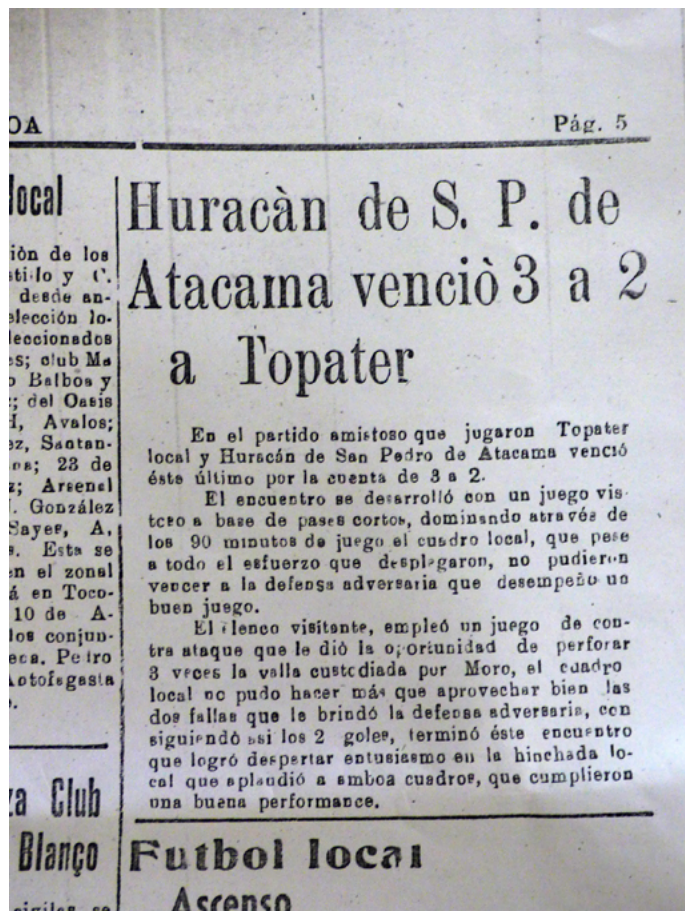 OA
Pág. 5
local
iòn de los
stillo y C.
desde an-
elección lo-
leccionados
es; club Ma
o Balboa y
z; del Oasis
H, Avalos;
ez, Santan-
os; 23 de
z; Arsenal
J. González
Sayes, A,
s. Esta se
en el zonal
á en Toco-
10 de A-
los conjun-
eca. Petro
Antofagasta
Huracàn de S. P. de
Atacama venciò 3 a 2
a Topater
En el partido amistoso que jugaron Topater
local y Huracán de San Pedro de Atacama venció
éste último por la cuenta de 3 a 2.
El encuentro se desarrolló con un juego vis-
toso a base de pases cortos, dominando através de
los 90 minutos de juego el cuadro local, que pese
a todo el esfuerzo que desplegaron, no pudieron
vencer a la defensa adversaria que desempeño un
buen juego.
El elenco visitante, empleó un juego de con-
tra ataque que le dió la oportunidad de perforar
3 veces la valla custodiada por Moro, el cuadro
local no pudo hacer más que aprovechar bien las
dos fallas que le brindó la defensa adversaria, con
siguiendó asi los 2 goles, terminó éste encuentro
que logró despertar entusiasmo en la hinchada lo-
cal que aplaudió a amboa cuadros, que cumplieron
una buena performance.
za Club
Blanço
Futbol local
Ascenso